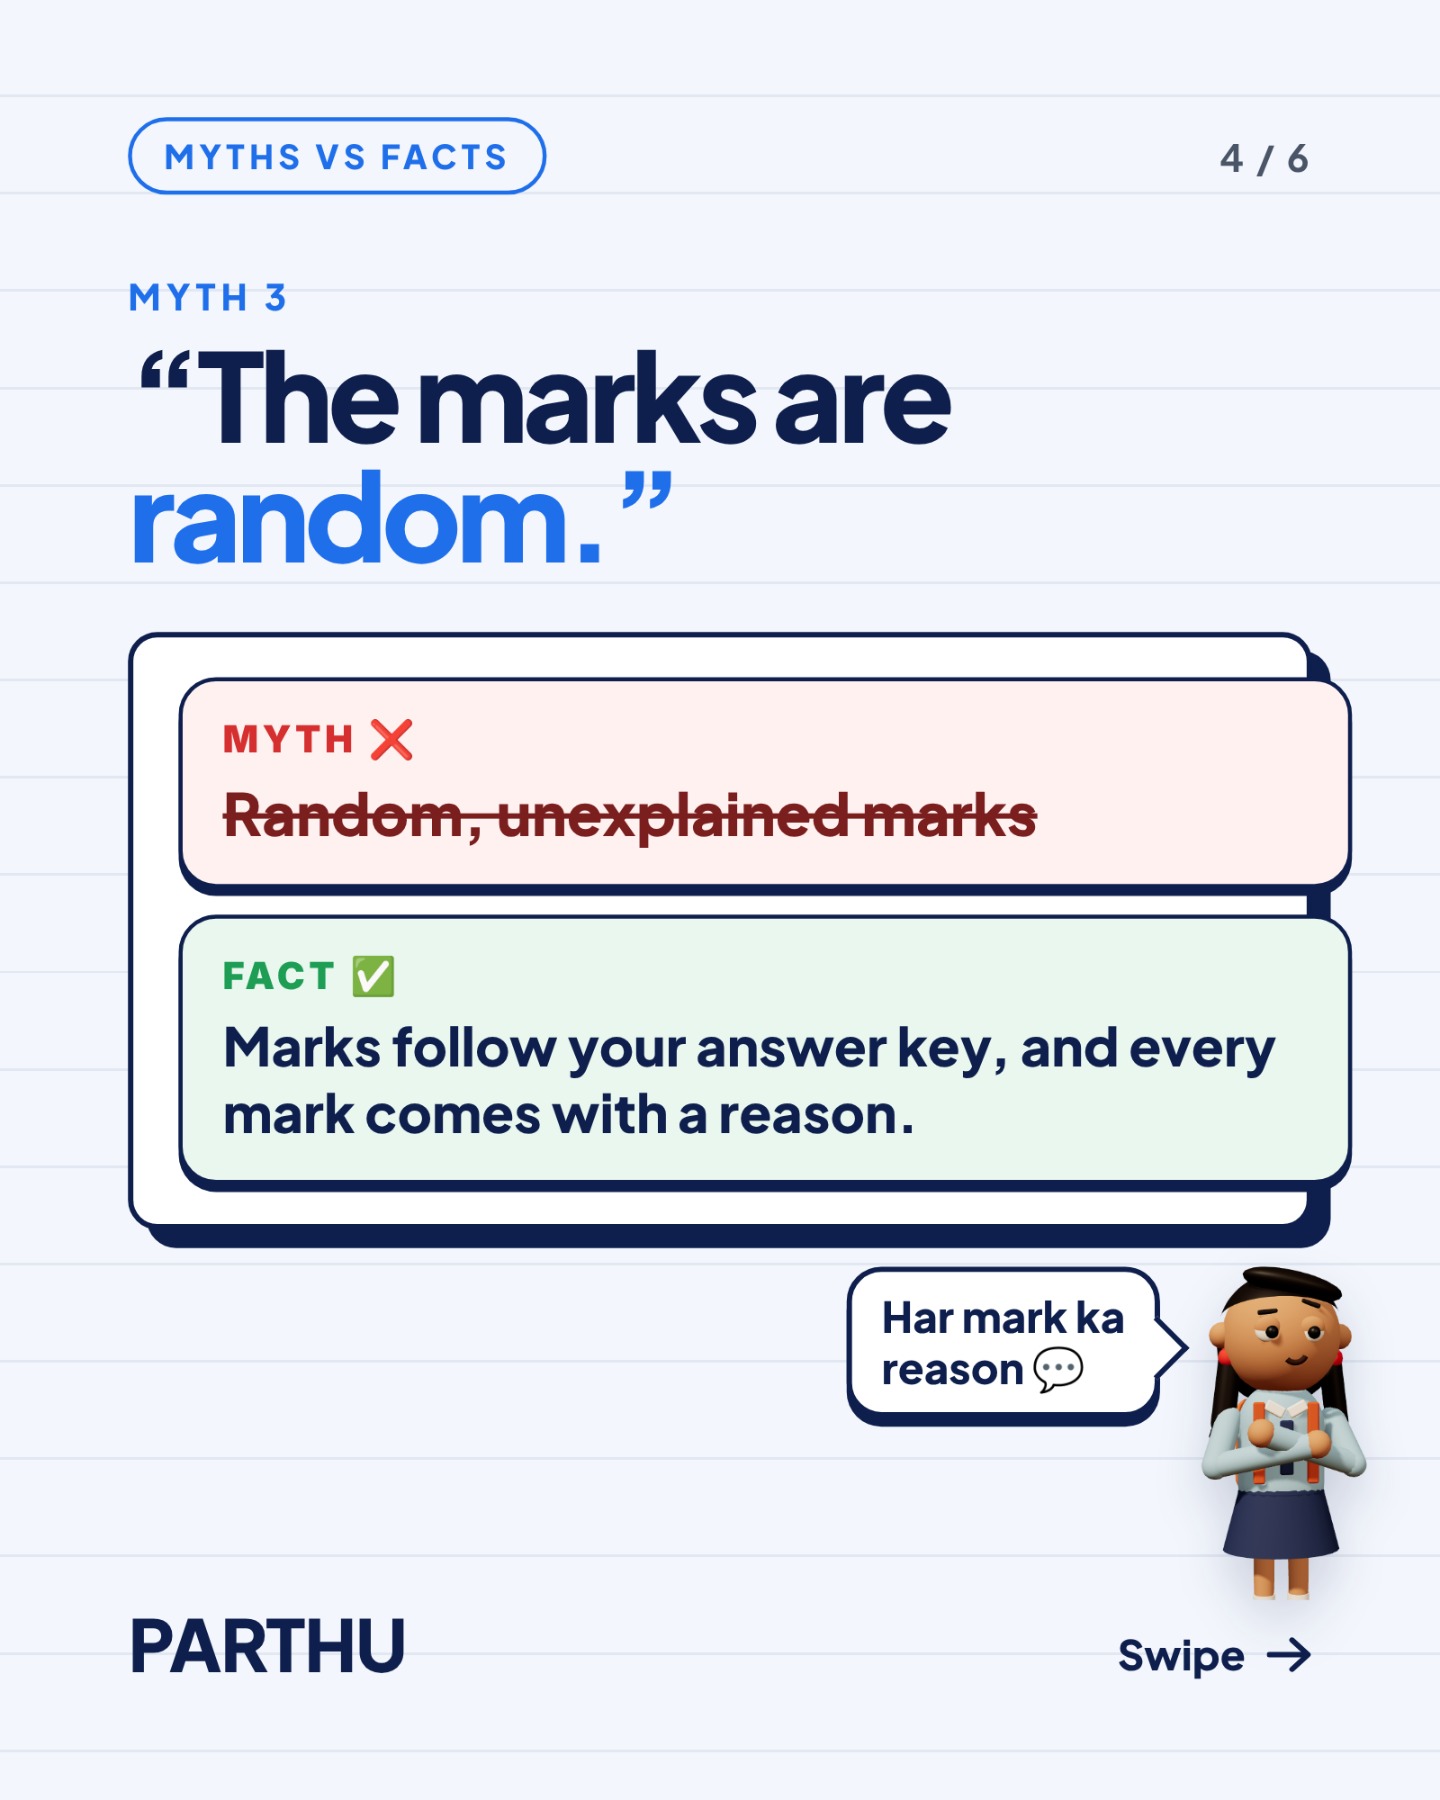 MYTHS VS FACTS
4 / 6
MYTH 3
“The marks are
random.”
MYTH ❌
Random, unexplained marks
FACT ✅
Marks follow your answer key, and every
mark comes with a reason.
Har mark ka
reason 💬
PARTHU
Swipe →